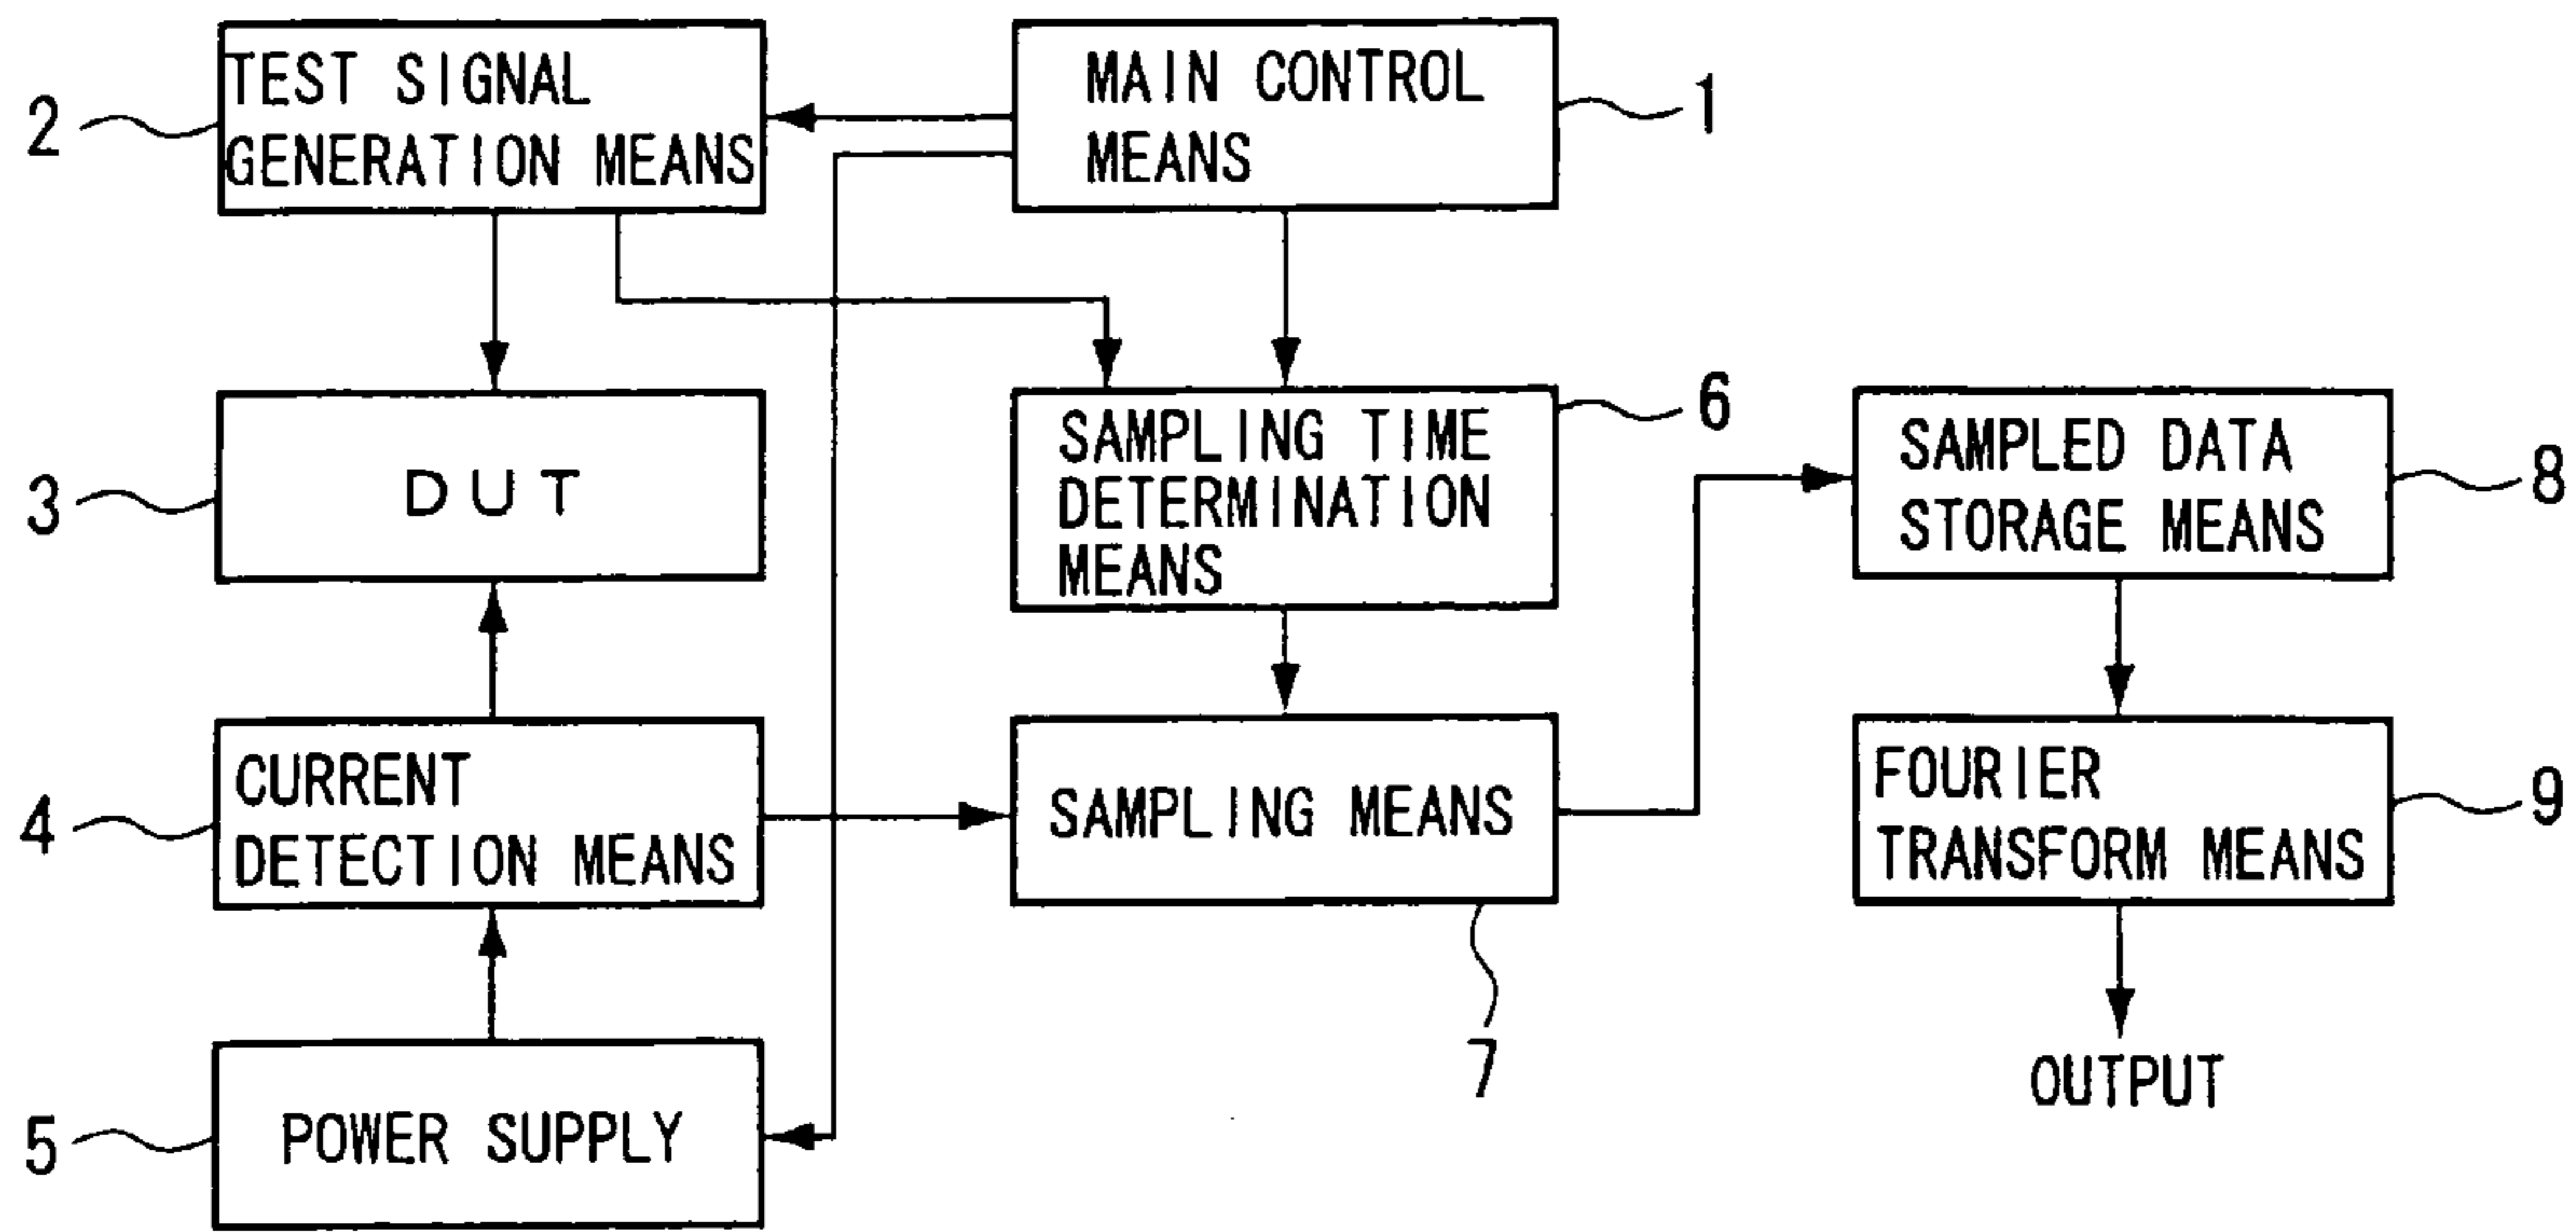 2
TEST SIGNAL
GENERATION MEANS
MAIN CONTROL
MEANS
1
3
DUT
SAMPLING TIME
DETERMINATION
MEANS
6
SAMPLED DATA
STORAGE MEANS
8
4
CURRENT
DETECTION MEANS
SAMPLING MEANS
7
FOURIER
TRANSFORM MEANS
9
5
POWER SUPPLY
OUTPUT